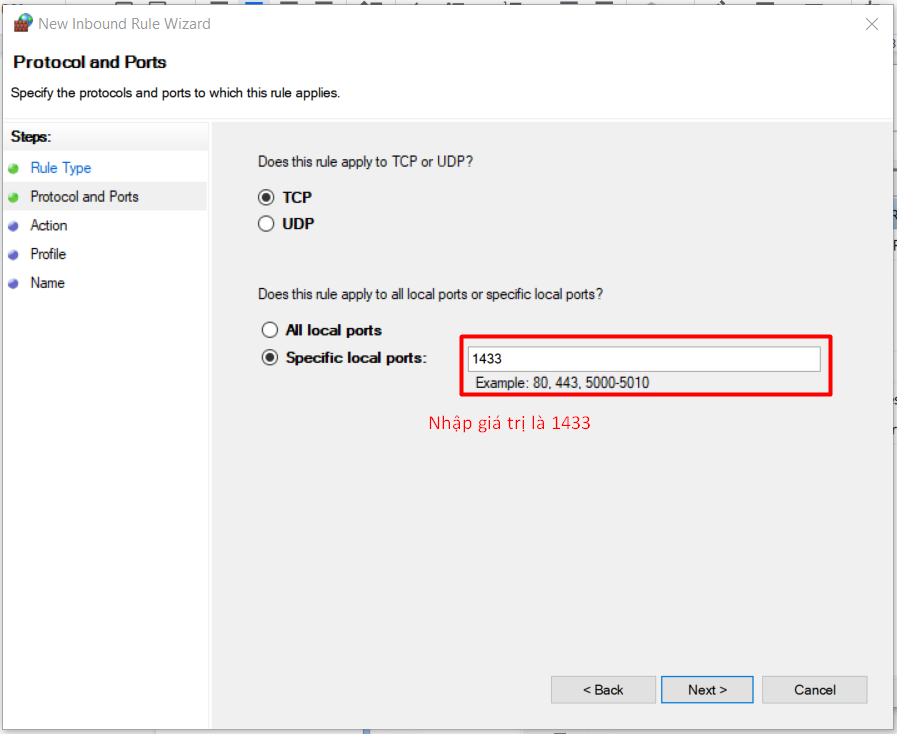 New Inbound Rule Wizard
Protocol and Ports
Specify the protocols and ports to which this rule applies.
Steps:
Rule Type
Protocol and Ports
Action
Profile
Name
Does this rule apply to TCP or UDP?
TCP
UDP
Does this rule apply to all local ports or specific local ports?
All local ports
Specific local ports:
1433
Example: 80, 443, 5000-5010
Nhập giá trị là 1433
< Back
Next >
Cancel